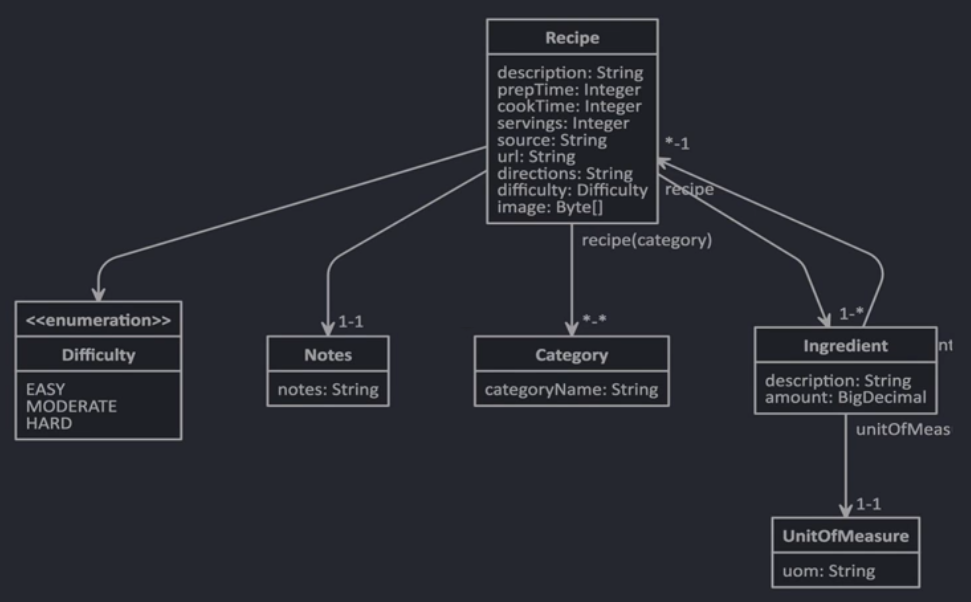 Recipe
description: String
prepTime: Integer
cookTime: Integer
servings: Integer
source: String
url: String
directions: String
difficulty: Difficulty
image: Byte[]
*-1
recipe
recipe(category)
<<enumeration>>
Difficulty
EASY
MODERATE
HARD
1-1
Notes
notes: String
*-*
Category
categoryName: String
1-*
Ingredient
nt
description: String
amount: BigDecimal
unitOfMeas
1-1
UnitOfMeasure
uom: String